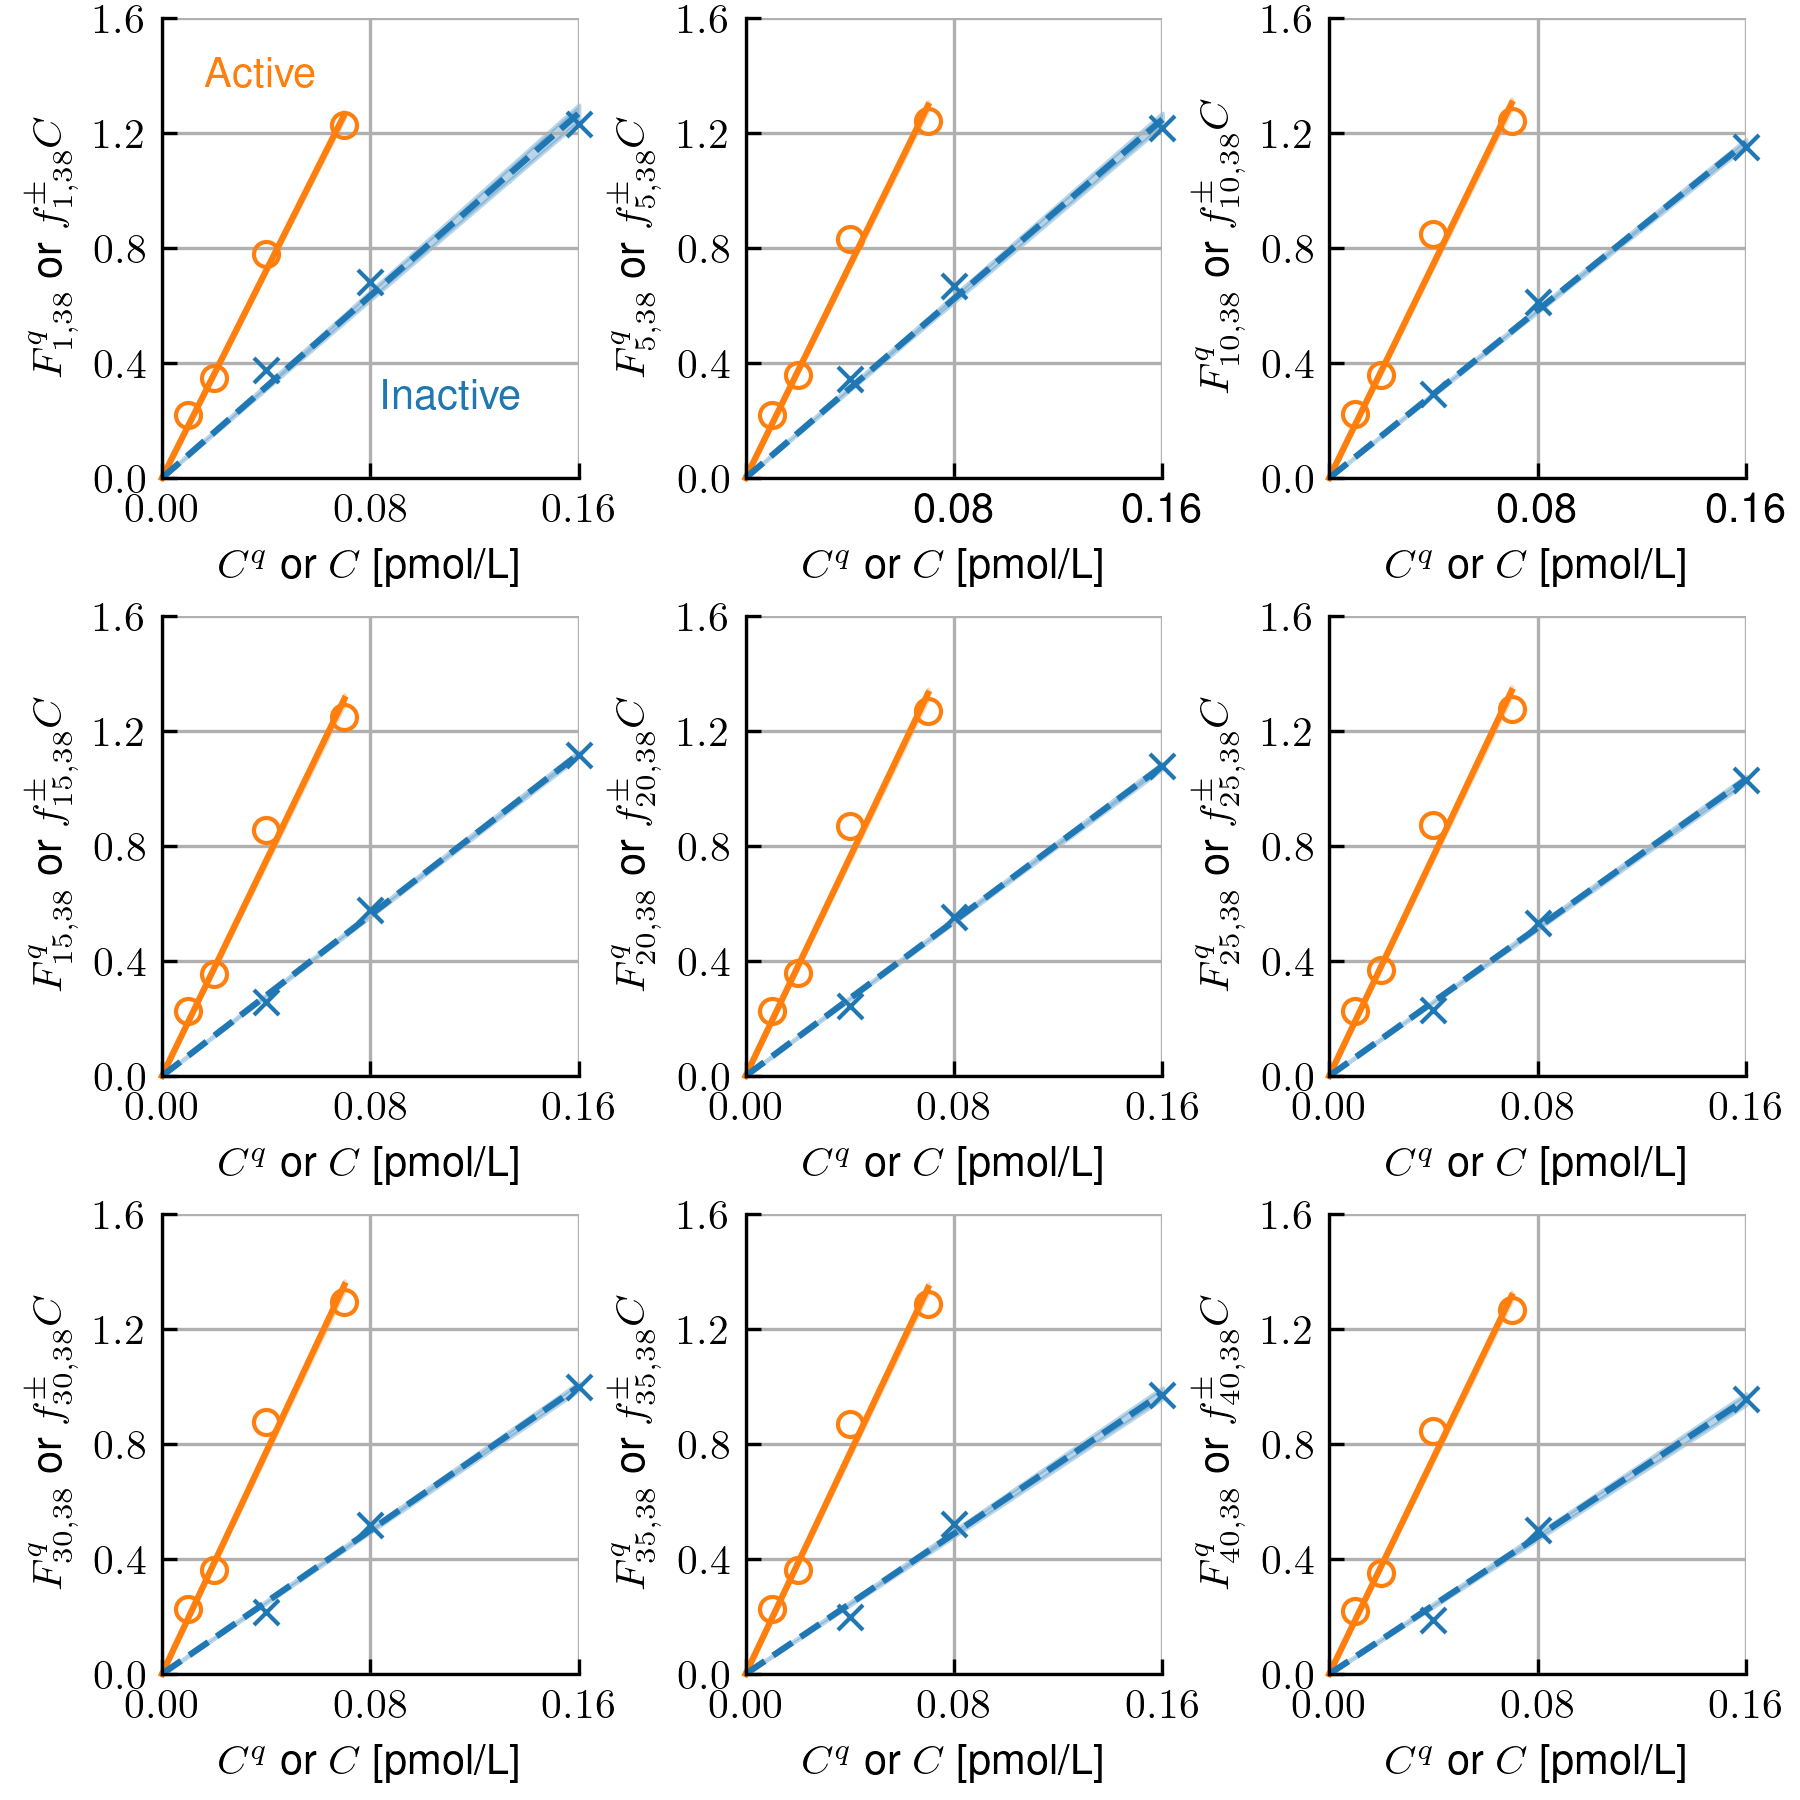 1.6 1.6 1.6
Active
1.2 1.2 1.2
0.8 0.8 0.8
0.4 0.4 0.4
Inactive
0.0 0.0 0.0
0.00 0.08 0.16 0.08 0.16 0.08 0.16
F^q_{1,38} or f^±_{1,38}C
F^q_{5,38} or f^±_{5,38}C
F^q_{10,38} or f^±_{10,38}C
C^q or C [pmol/L] C^q or C [pmol/L] C^q or C [pmol/L]
1.6 1.6 1.6
1.2 1.2 1.2
0.8 0.8 0.8
0.4 0.4 0.4
0.0 0.0 0.0
0.00 0.08 0.16 0.00 0.08 0.16 0.00 0.08 0.16
F^q_{15,38} or f^±_{15,38}C
F^q_{20,38} or f^±_{20,38}C
F^q_{25,38} or f^±_{25,38}C
C^q or C [pmol/L] C^q or C [pmol/L] C^q or C [pmol/L]
1.6 1.6 1.6
1.2 1.2 1.2
0.8 0.8 0.8
0.4 0.4 0.4
0.0 0.0 0.0
0.00 0.08 0.16 0.00 0.08 0.16 0.00 0.08 0.16
F^q_{30,38} or f^±_{30,38}C
F^q_{35,38} or f^±_{35,38}C
F^q_{40,38} or f^±_{40,38}C
C^q or C [pmol/L] C^q or C [pmol/L] C^q or C [pmol/L]